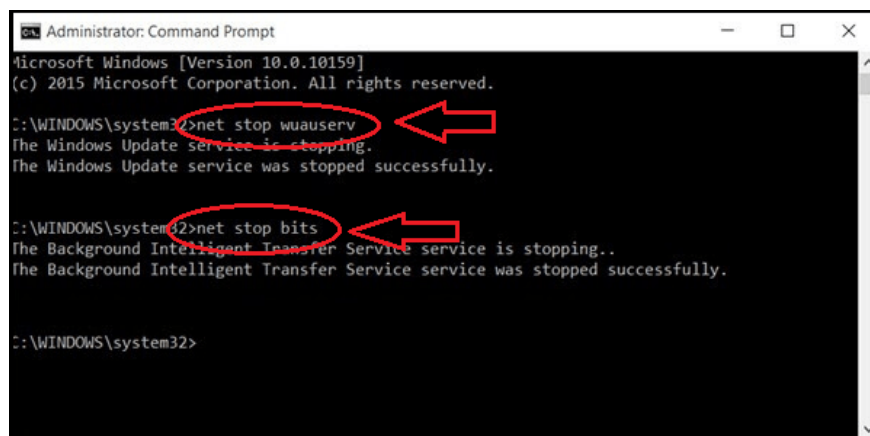 Administrator: Command Prompt
Microsoft Windows [Version 10.0.10159]
(c) 2015 Microsoft Corporation. All rights reserved.
C:\WINDOWS\system32>net stop wuauserv
The Windows Update service is stopping.
The Windows Update service was stopped successfully.
C:\WINDOWS\system32>net stop bits
The Background Intelligent Transfer Service service is stopping..
The Background Intelligent Transfer Service service was stopped successfully.
C:\WINDOWS\system32>